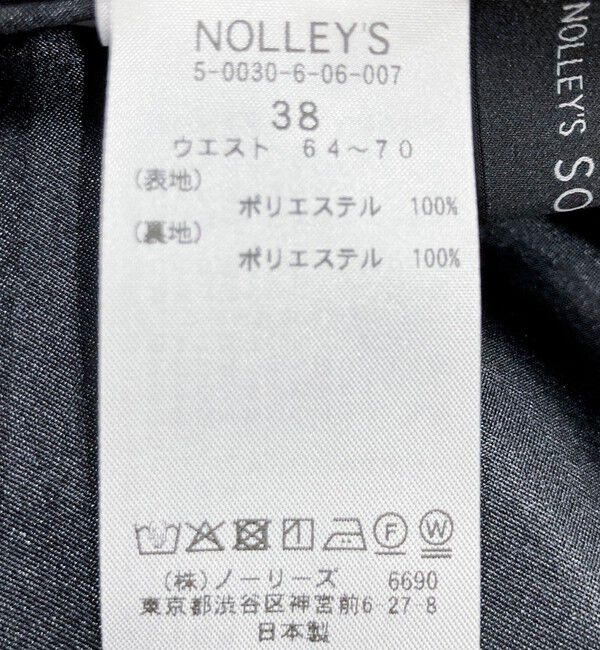 NOLLEY'S
5-0030-6-06-007
38
ウエスト 64～70
(表地)
ポリエステル 100%
(裏地)
ポリエステル 100%
F
W
(株)ノーリーズ 6690
東京都渋谷区神宮前6-27-8
日本製
NOLLEY'S SO